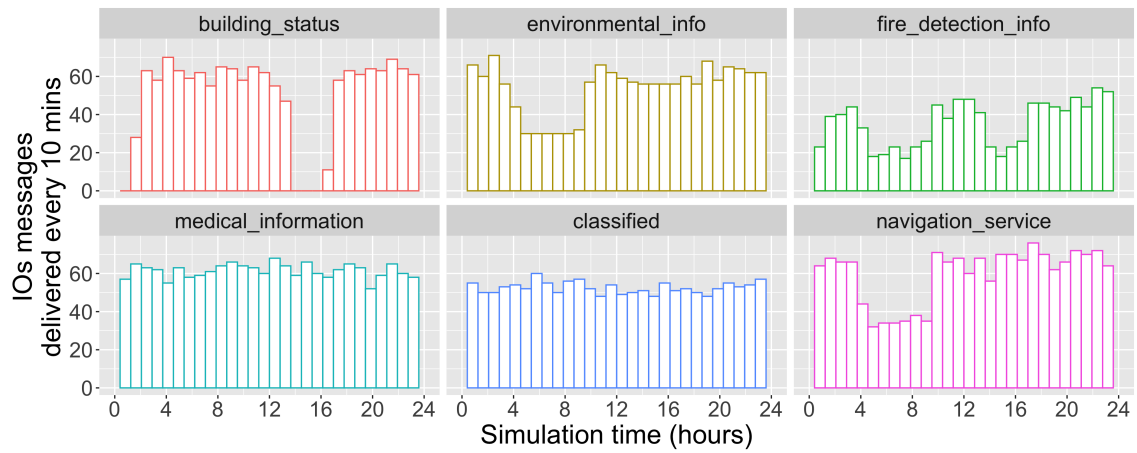 building_status environmental_info fire_detection_info
60
40
20
0
medical_information classified navigation_service
60
40
20
0
0 4 8 12 16 20 24 0 4 8 12 16 20 24 0 4 8 12 16 20 24
Simulation time (hours)
IOs messages
delivered every 10 mins